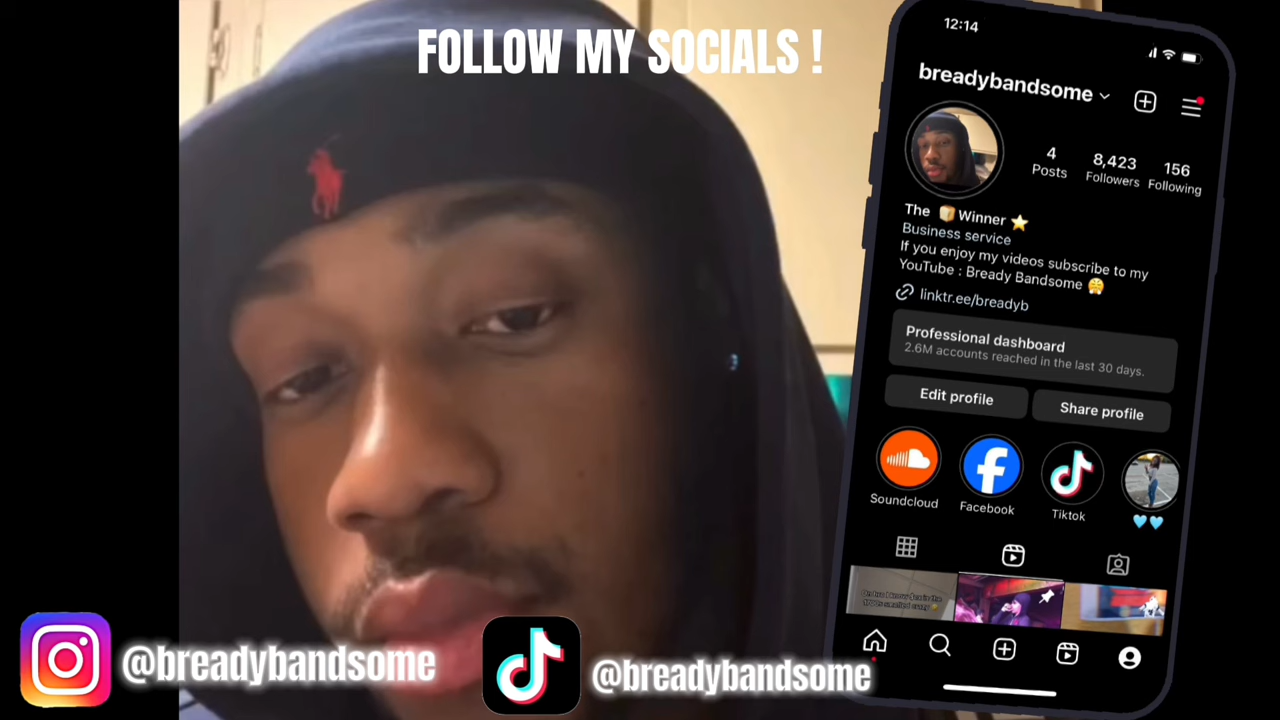 FOLLOW MY SOCIALS !
12:14
breadybandsome
4
Posts
8,423
Followers
156
Following
The 🍞Winner ⭐
Business service
If you enjoy my videos subscribe to my
YouTube : Bready Bandsome 😤
linktr.ee/breadyb
Professional dashboard
2.6M accounts reached in the last 30 days.
Edit profile
Share profile
Soundcloud
Facebook
Tiktok
🩵🩵
@breadybandsome
@breadybandsome